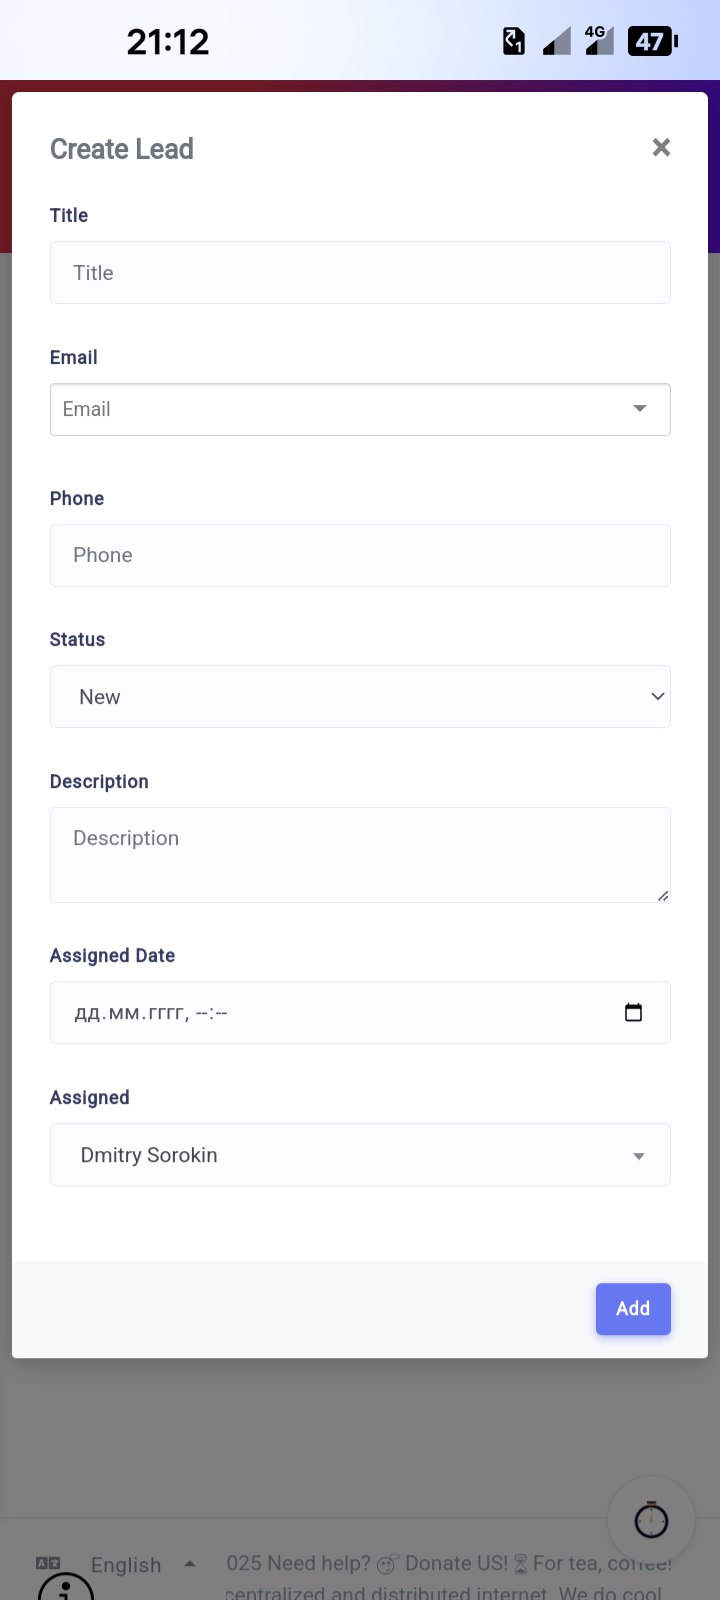 21:12
1
4G
47
Create Lead
×
Title
Title
Email
Email
Phone
Phone
Status
New
Description
Description
Assigned Date
дд.мм.гггг, --:--
Assigned
Dmitry Sorokin
Add
English
025 Need help? Donate US! For tea, coffee!
centralized and distributed internet. We do cool